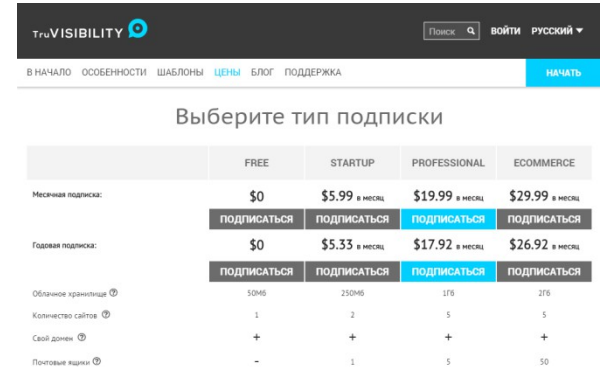 TruVISIBILITY
Поиск ВОЙТИ РУССКИЙ
В НАЧАЛО ОСОБЕННОСТИ ШАБЛОНЫ ЦЕНЫ БЛОГ ПОДДЕРЖКА НАЧАТЬ
Выберите тип подписки
FREE STARTUP PROFESSIONAL ECOMMERCE
Месячная подписка: $0 $5.99 в месяц $19.99 в месяц $29.99 в месяц
ПОДПИСАТЬСЯ ПОДПИСАТЬСЯ ПОДПИСАТЬСЯ ПОДПИСАТЬСЯ
Годовая подписка: $0 $5.33 в месяц $17.92 в месяц $26.92 в месяц
ПОДПИСАТЬСЯ ПОДПИСАТЬСЯ ПОДПИСАТЬСЯ ПОДПИСАТЬСЯ
Облачное хранилище ? 50Мб 250Мб 1Гб 2Гб
Количество сайтов ? 1 2 5 5
Свой домен ? + + + +
Почтовые ящики ? - 1 5 50